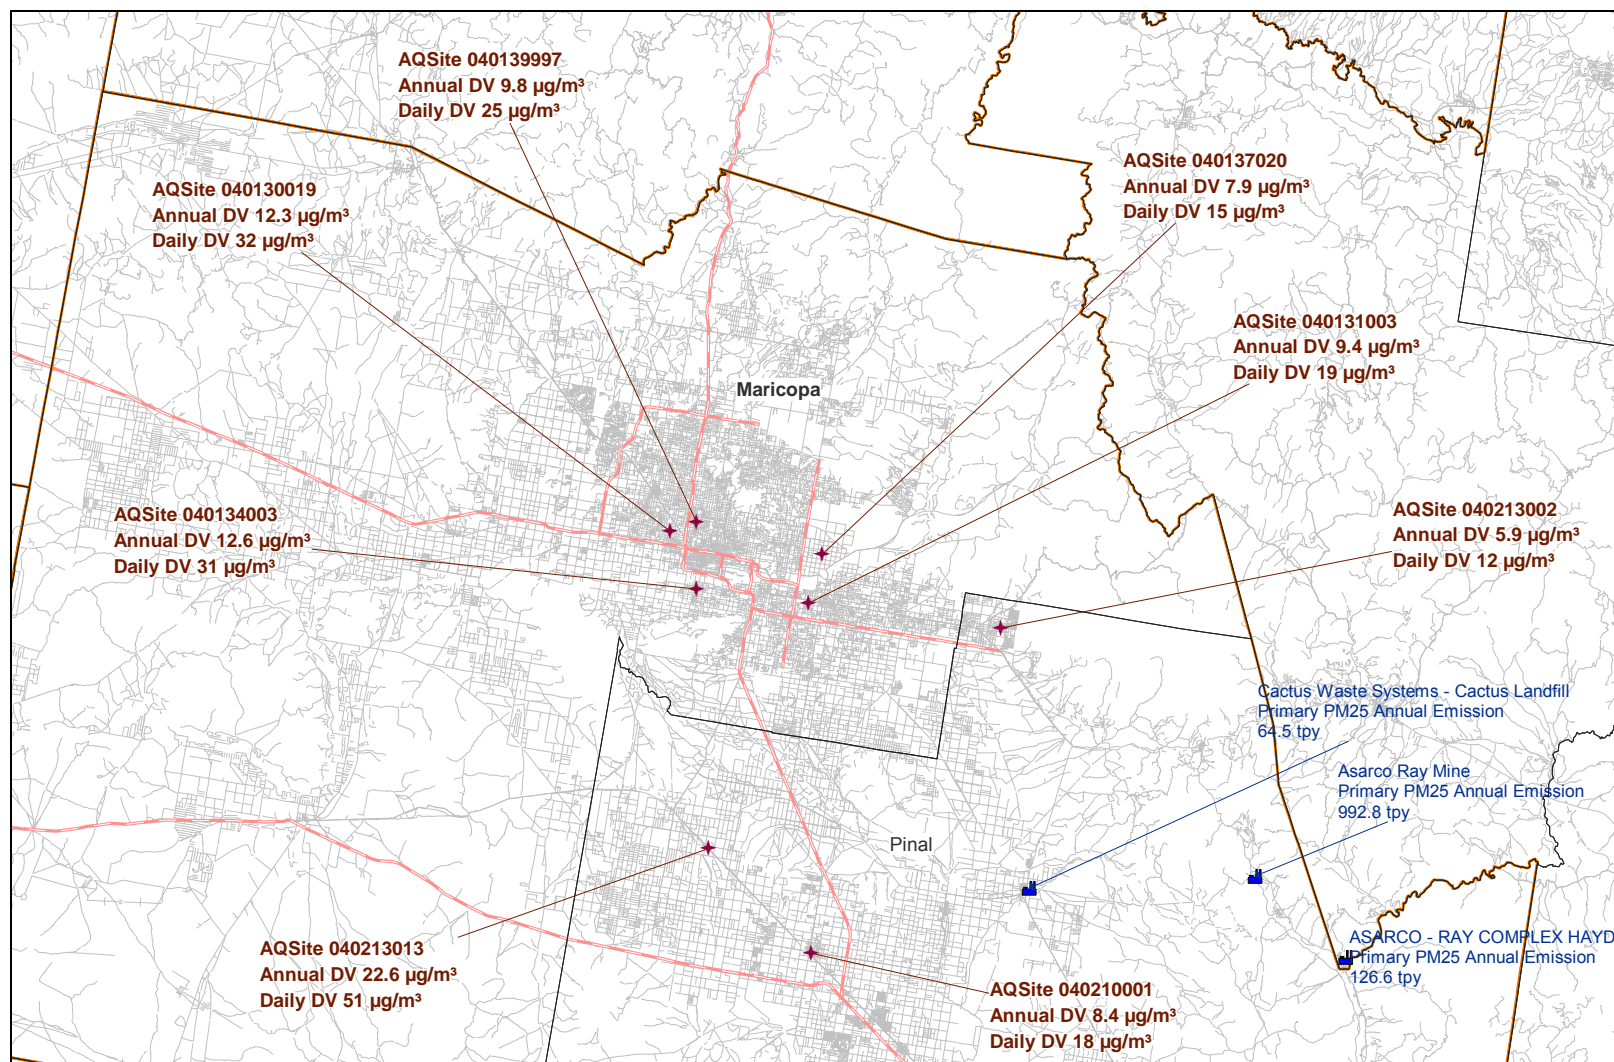 AQSite 040139997
Annual DV 9.8 µg/m³
Daily DV 25 µg/m³
AQSite 040137020
Annual DV 7.9 µg/m³
Daily DV 15 µg/m³
AQSite 040130019
Annual DV 12.3 µg/m³
Daily DV 32 µg/m³
AQSite 040131003
Annual DV 9.4 µg/m³
Daily DV 19 µg/m³
Maricopa
AQSite 040134003
Annual DV 12.6 µg/m³
Daily DV 31 µg/m³
AQSite 040213002
Annual DV 5.9 µg/m³
Daily DV 12 µg/m³
Cactus Waste Systems - Cactus Landfill
Primary PM25 Annual Emission
64.5 tpy
Asarco Ray Mine
Primary PM25 Annual Emission
992.8 tpy
Pinal
ASARCO - RAY COMPLEX HAYD
Primary PM25 Annual Emission
126.6 tpy
AQSite 040213013
Annual DV 22.6 µg/m³
Daily DV 51 µg/m³
AQSite 040210001
Annual DV 8.4 µg/m³
Daily DV 18 µg/m³